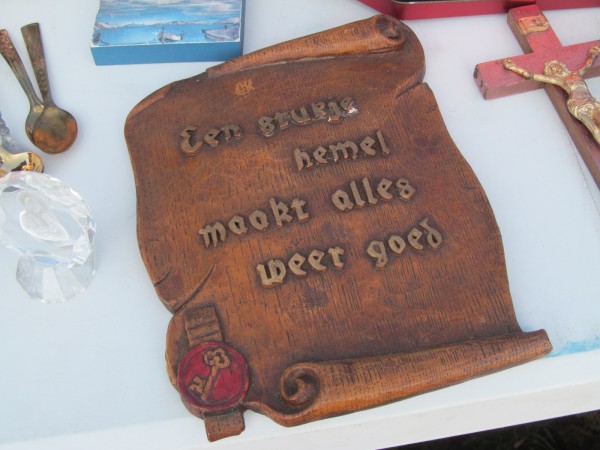 Een stukje
hemel
maakt alles
weer goed